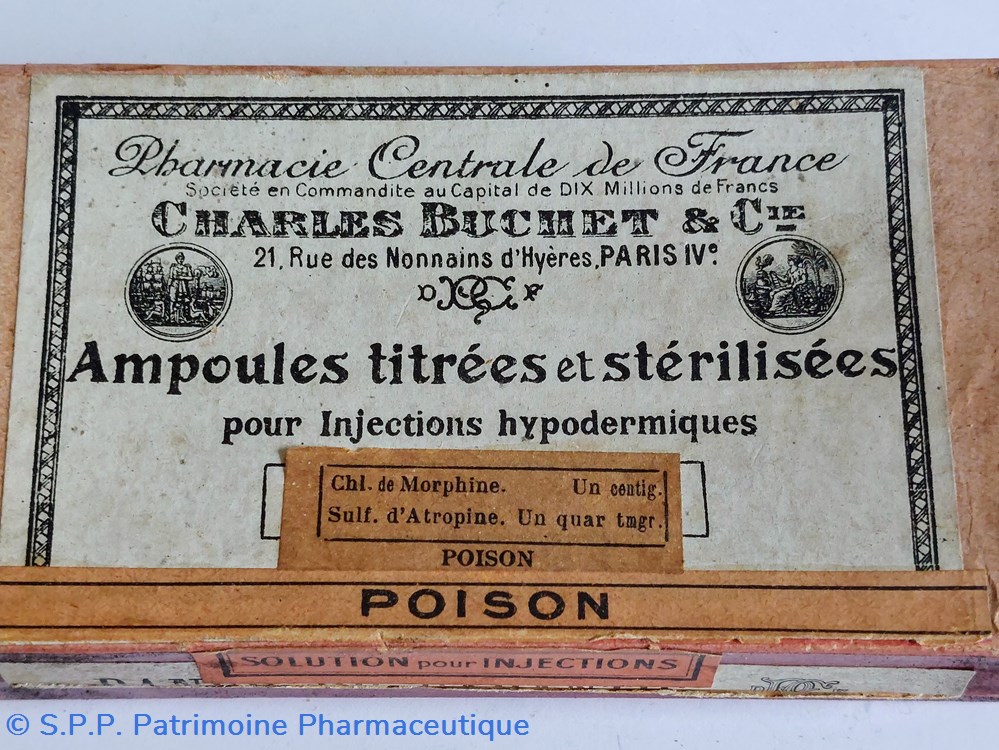 Pharmacie Centrale de France
Société en Commandite au Capital de DIX Millions de Francs
CHARLES BUCHET & CIE
21, Rue des Nonnains d'Hyères, PARIS IVe
Ampoules titrées et stérilisées
pour Injections hypodermiques
Chl. de Morphine. Un centig.
Sulf. d'Atropine. Un quar tmgr.
POISON
POISON
SOLUTION pour INJECTIONS
© S.P.P. Patrimoine Pharmaceutique